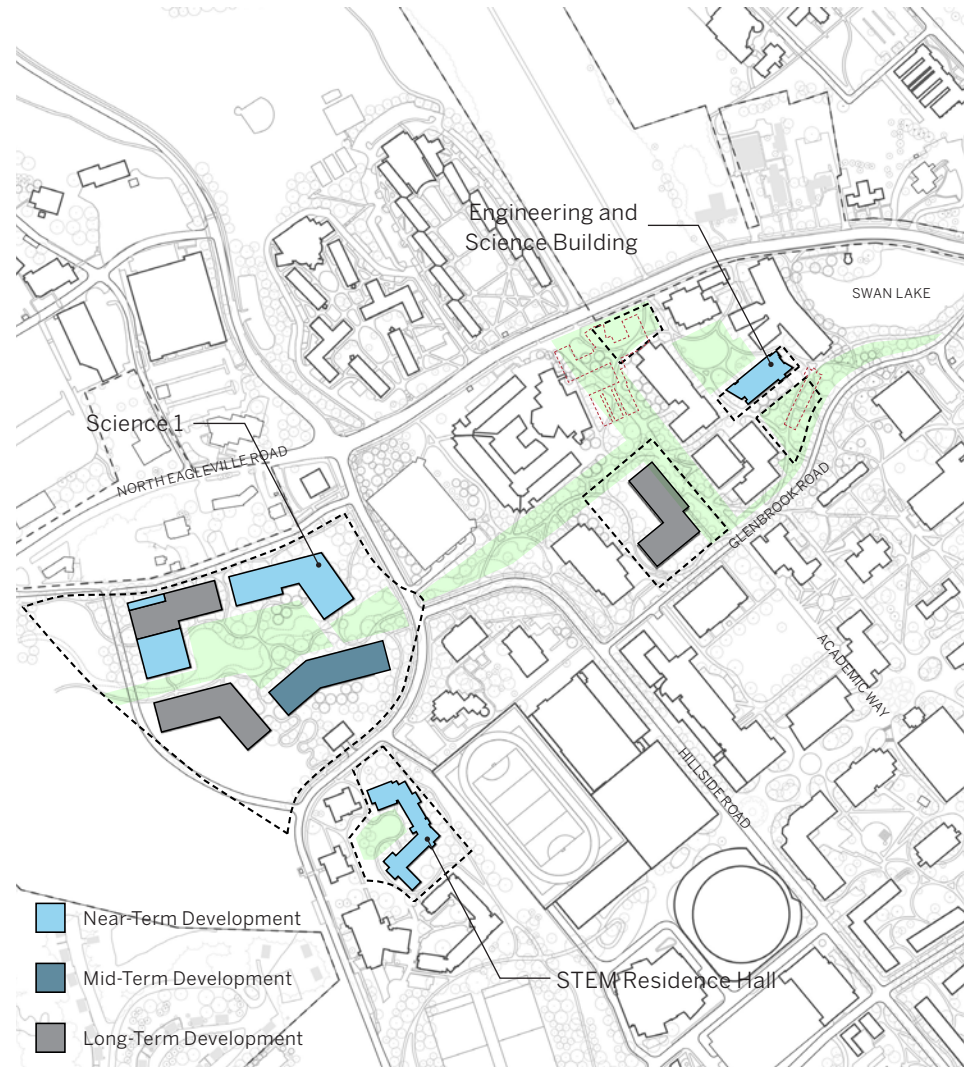 Engineering and
Science Building
SWAN LAKE
Science 1
NORTH EAGLEVILLE ROAD
GLENBROOK ROAD
ACADEMIC WAY
HILLSIDE ROAD
Near-Term Development
Mid-Term Development
STEM Residence Hall
Long-Term Development